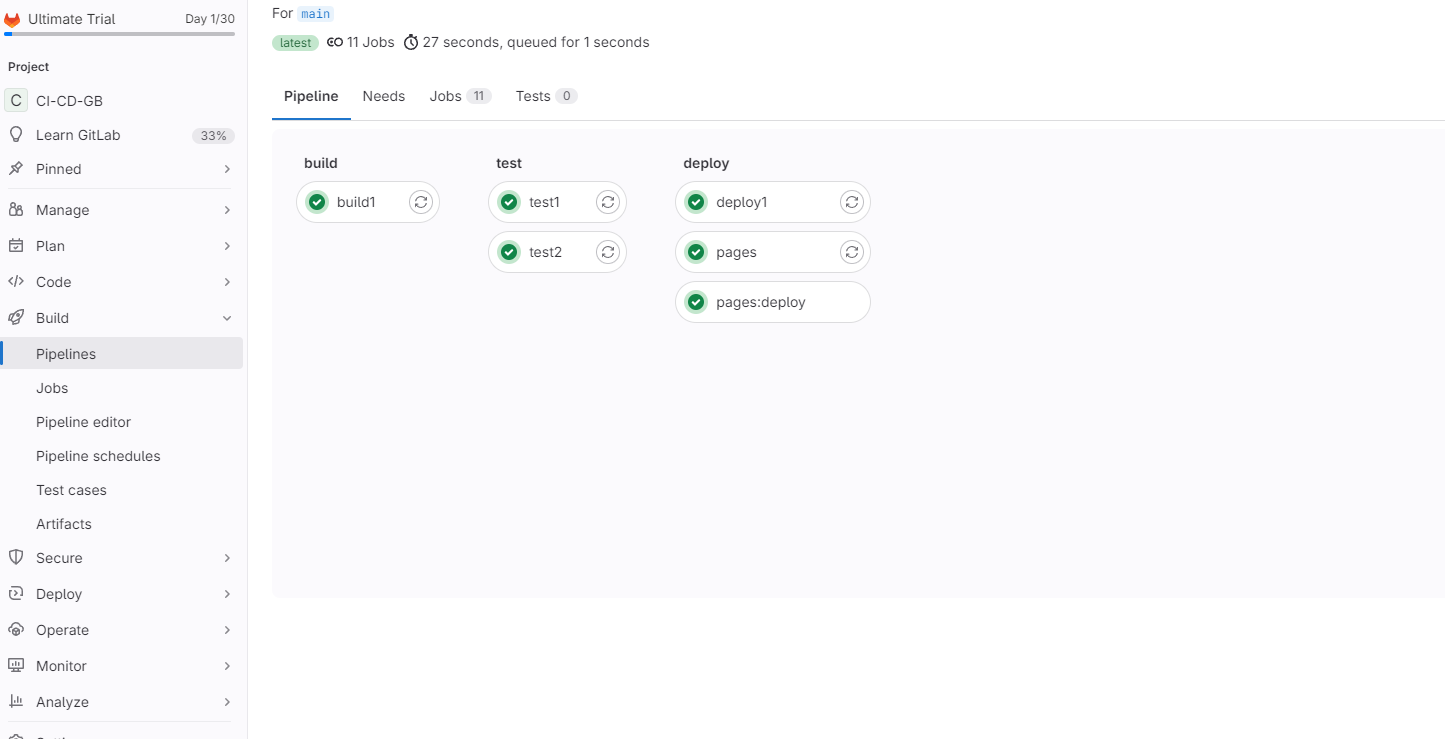 Ultimate Trial Day 1/30
Project
C CI-CD-GB
Learn GitLab 33%
Pinned
Manage
Plan
Code
Build
Pipelines
Jobs
Pipeline editor
Pipeline schedules
Test cases
Artifacts
Secure
Deploy
Operate
Monitor
Analyze
For main
latest 11 Jobs 27 seconds, queued for 1 seconds
Pipeline Needs Jobs 11 Tests 0
build test deploy
build1 test1 deploy1
test2 pages
pages:deploy